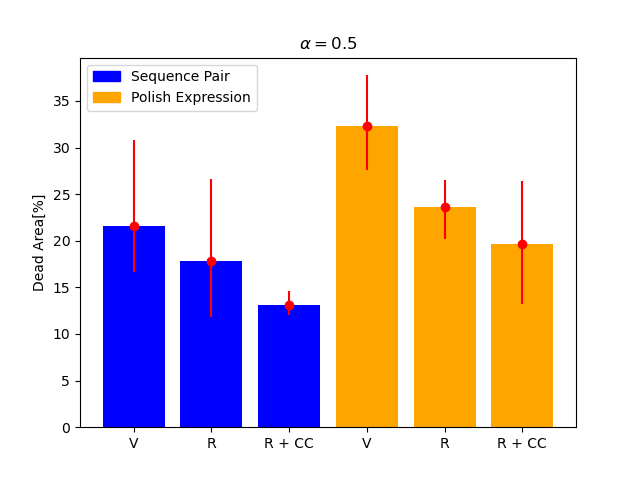 α = 0.5
Sequence Pair
Polish Expression
Dead Area[%]
35
30
25
20
15
10
5
0
V R R + CC V R R + CC